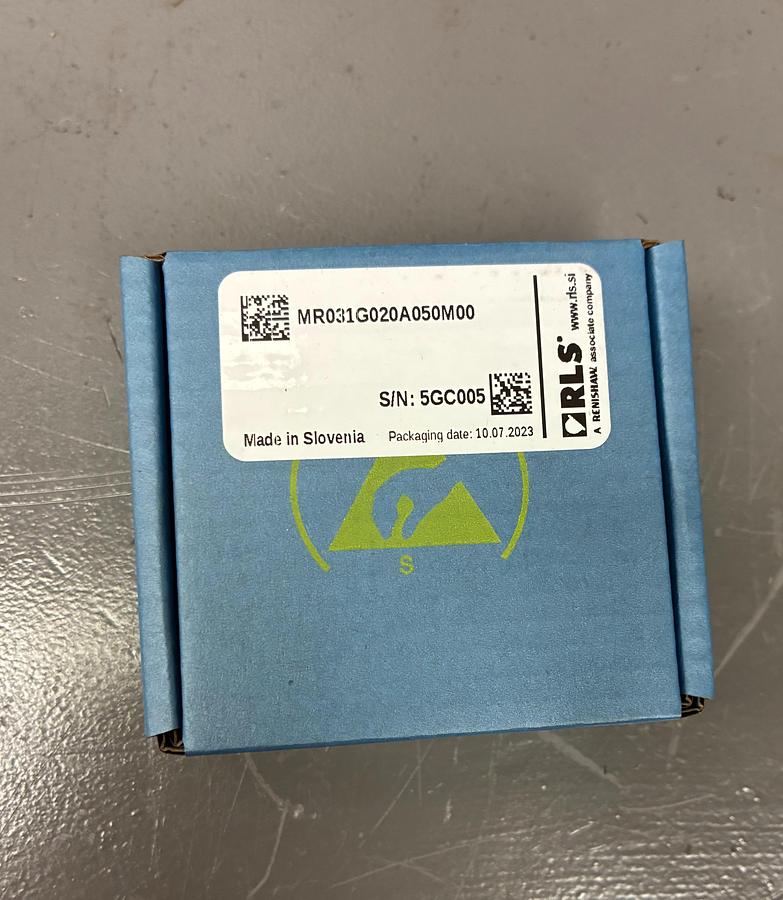 MR031G020A050M00
S/N: 5GC005
Made in Slovenia
Packaging date: 10.07.2023
RLS
www.rls.si
A RENISHAW associate company
S